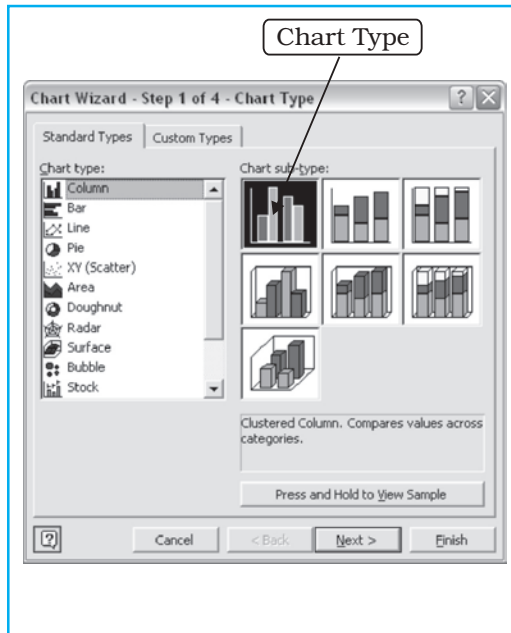 Chart Type
Chart Wizard - Step 1 of 4 - Chart Type
Standard Types
Custom Types
Chart type:
Column
Bar
Line
Pie
XY (Scatter)
Area
Doughnut
Radar
Surface
Bubble
Stock
Chart sub-type:
Clustered Column. Compares values across
categories.
Press and Hold to View Sample
Cancel
< Back
Next >
Finish